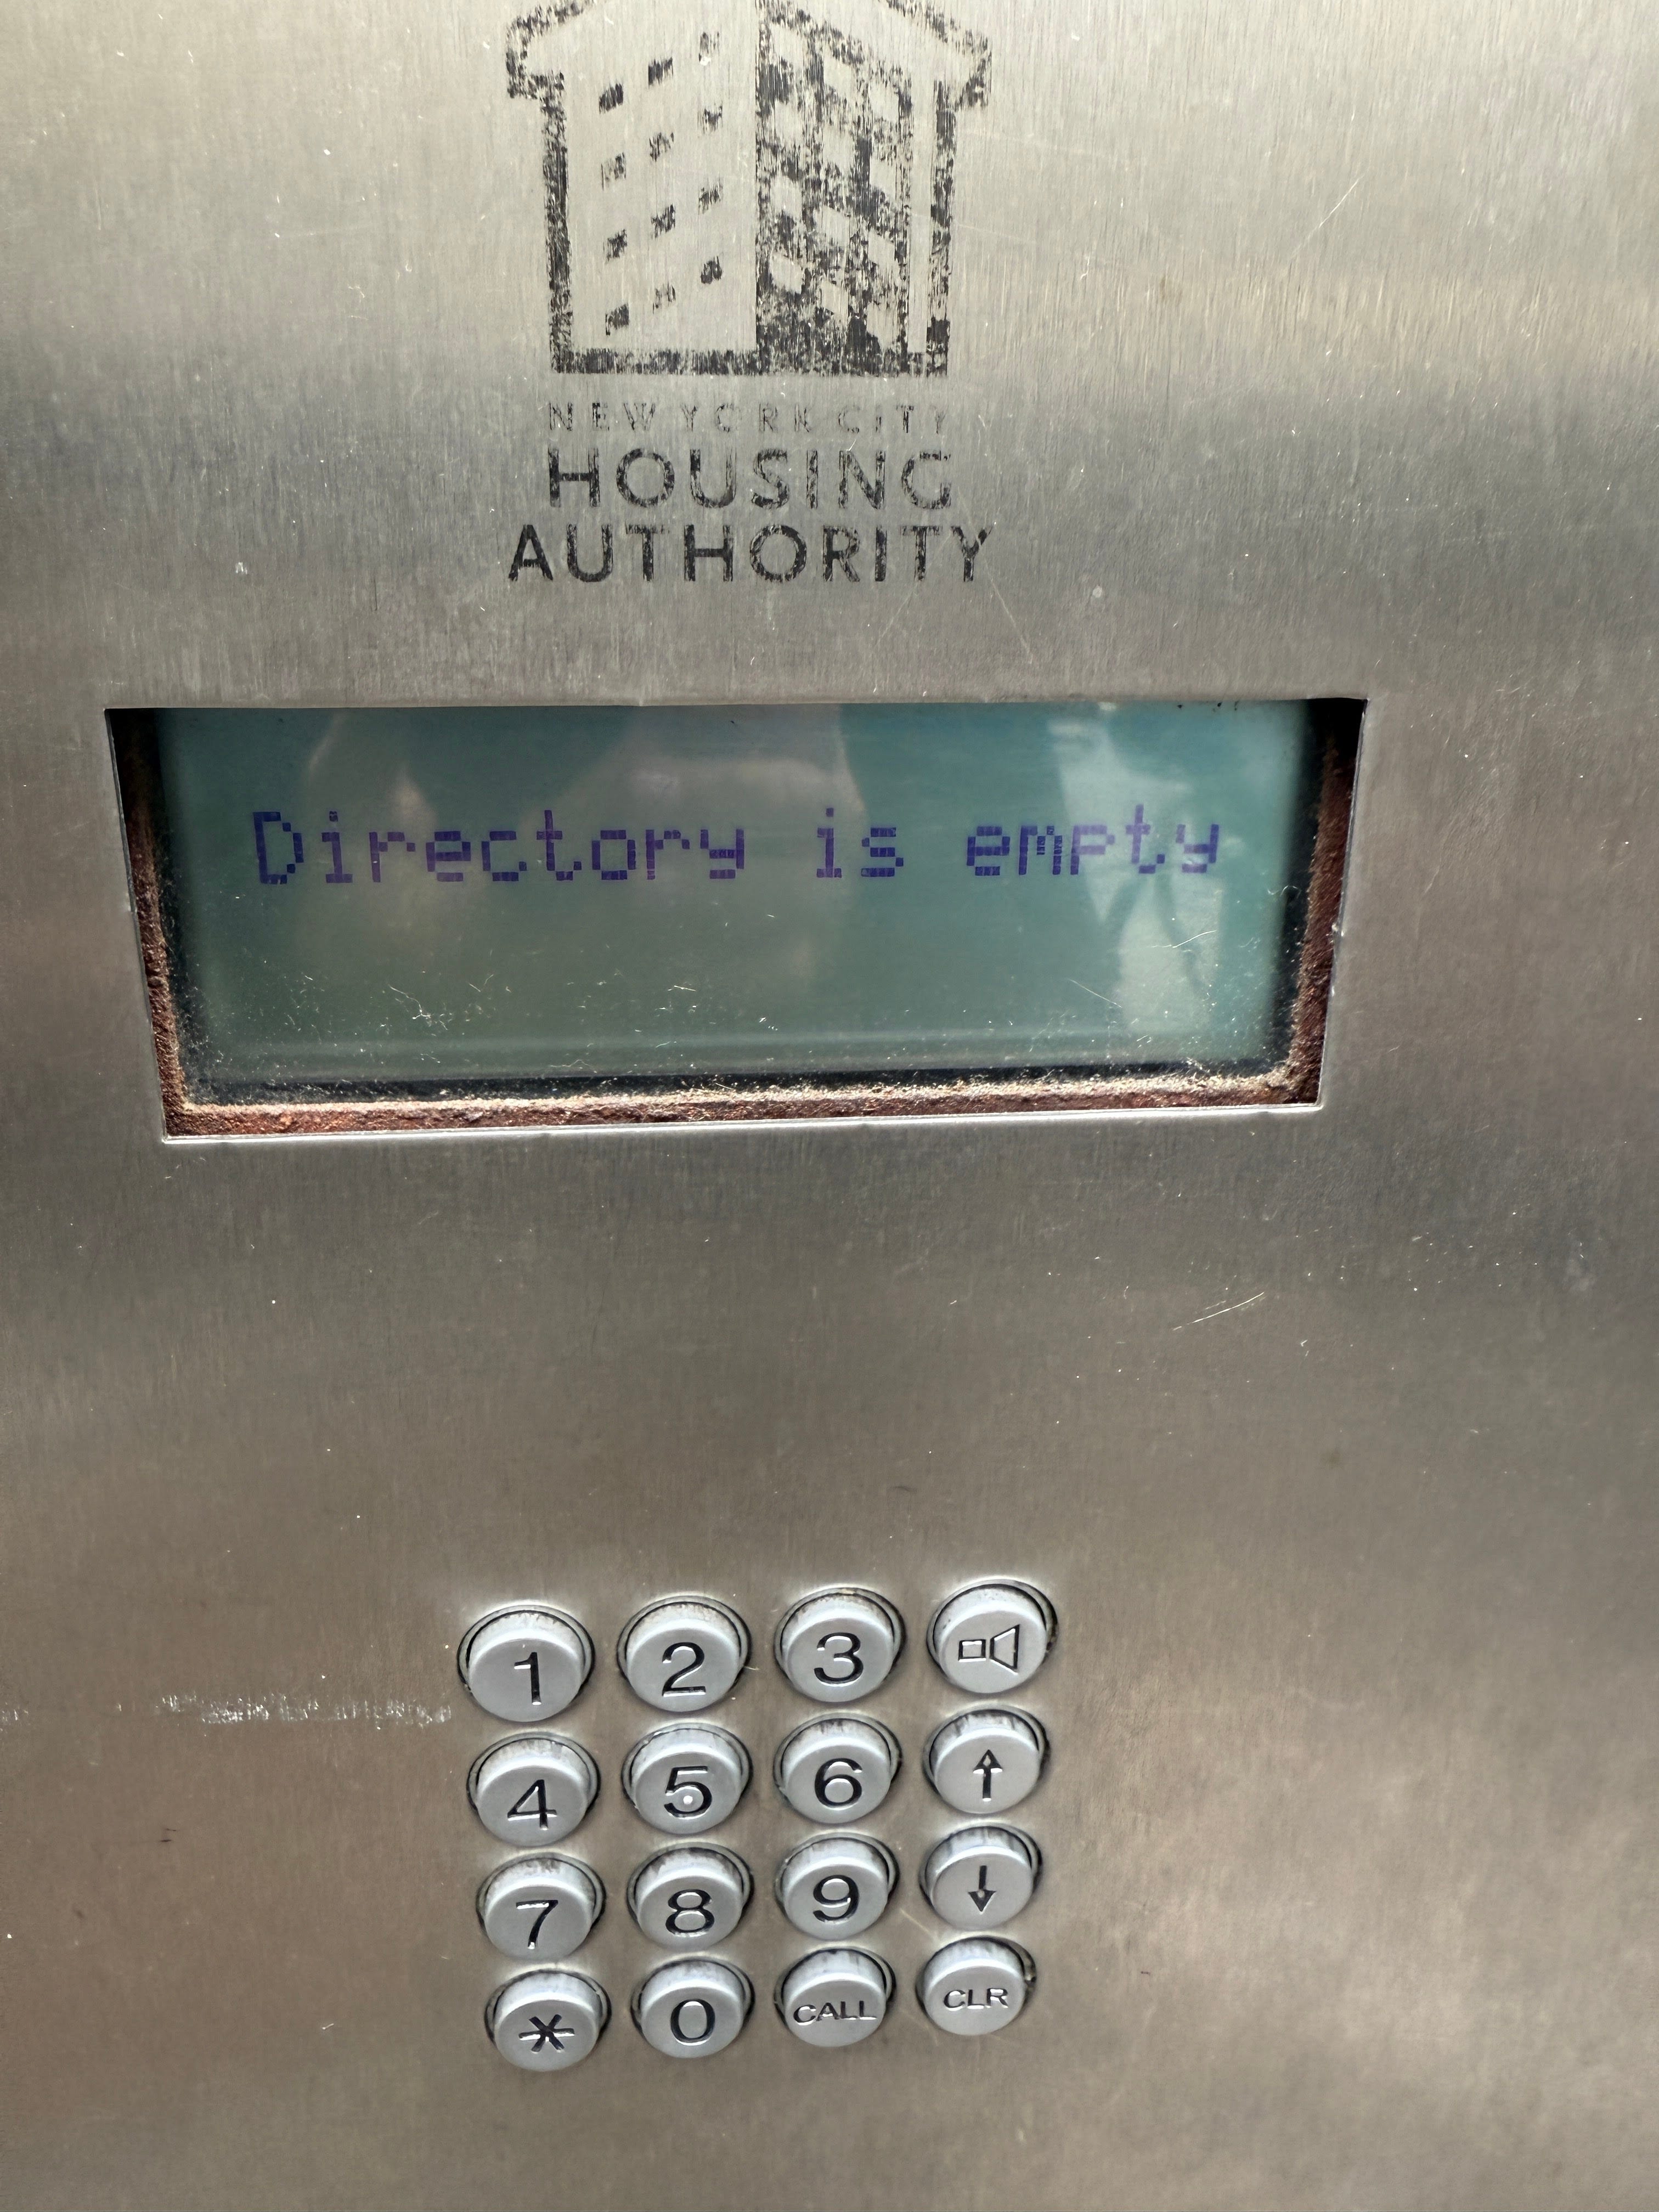 NEW YORK CITY
HOUSING
AUTHORITY
Directory is empty
1 2 3
4 5 6 ↑
7 8 9 ↓
* 0 CALL CLR